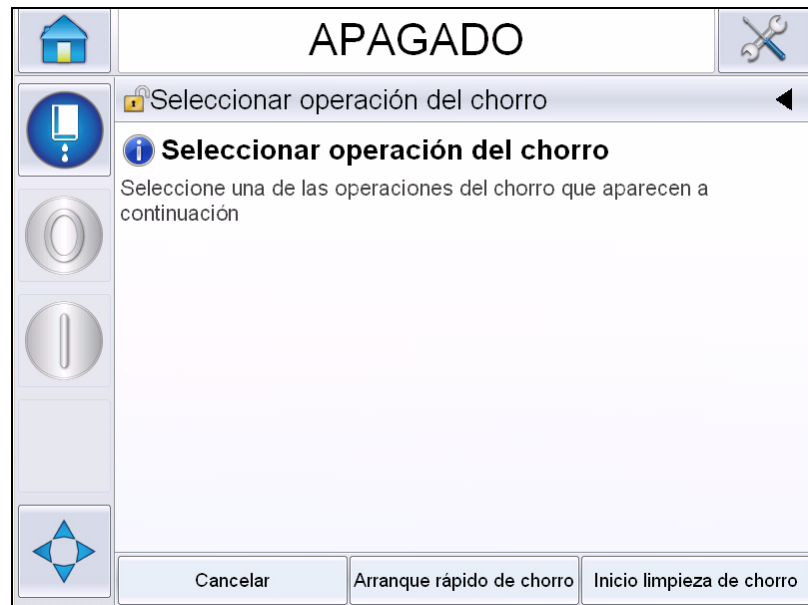 APAGADO
Seleccionar operación del chorro
Seleccionar operación del chorro
Seleccione una de las operaciones del chorro que aparecen a
continuación
Cancelar
Arranque rápido de chorro
Inicio limpieza de chorro